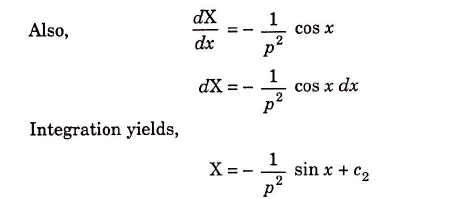 Also, dX/dx = − 1/p² cos x
dX = − 1/p² cos x dx
Integration yields,
X = − 1/p² sin x + c₂